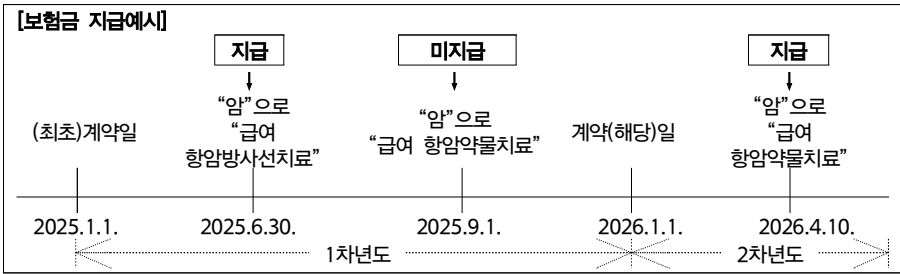 [보험금 지급예시]
지급
미지급
지급
(최초)계약일
“암”으로
“급여
항암방사선치료”
“암”으로
“급여 항암약물치료”
계약(해당)일
“암”으로
“급여
항암약물치료”
2025.1.1.
2025.6.30.
2025.9.1.
2026.1.1.
2026.4.10.
1차년도
2차년도